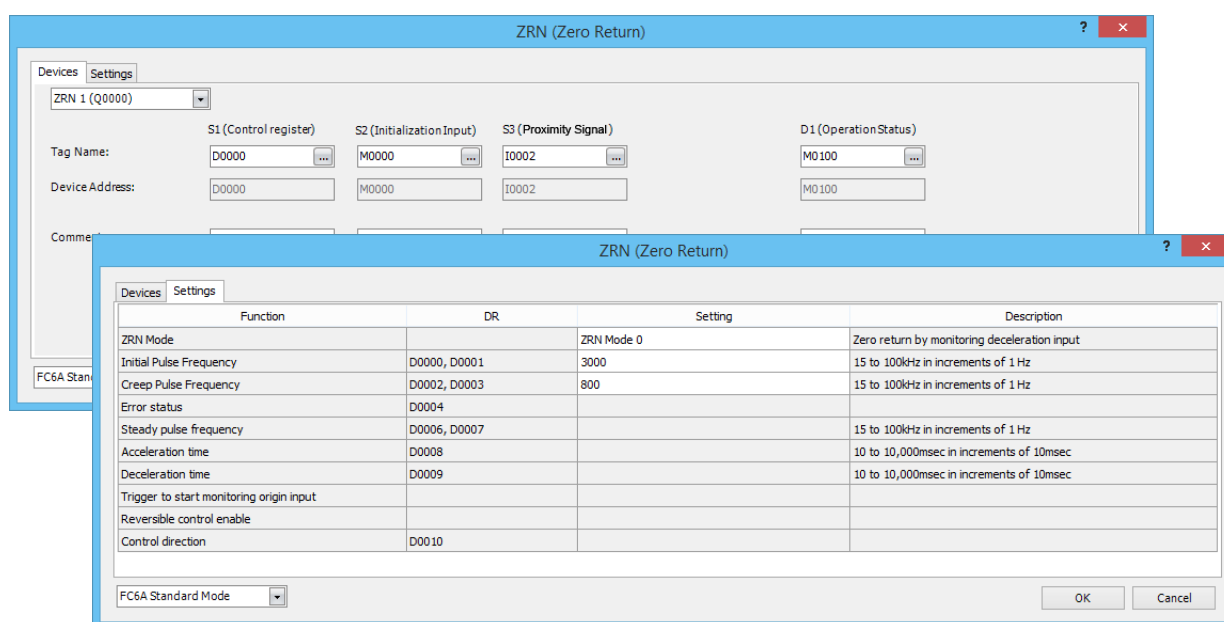 ZRN (Zero Return)
? ×
Devices Settings
ZRN 1 (Q0000)
S1 (Control register) S2 (Initialization Input) S3 (Proximity Signal) D1 (Operation Status)
Tag Name: D0000 ... M0000 ... I0002 ... M0100 ...
Device Address: D0000 M0000 I0002 M0100
FC6A
ZRN (Zero Return)
? ×
Devices Settings
Function DR Setting Description
ZRN Mode ZRN Mode 0 Zero return by monitoring deceleration input
Initial Pulse Frequency D0000, D0001 3000 15 to 100kHz in increments of 1 Hz
Creep Pulse Frequency D0002, D0003 800 15 to 100kHz in increments of 1 Hz
Error status D0004
Steady pulse frequency D0006, D0007 15 to 100kHz in increments of 1 Hz
Acceleration time D0008 10 to 10,000msec in increments of 10msec
Deceleration time D0009 10 to 10,000msec in increments of 10msec
Trigger to start monitoring origin input
Reversible control enable
Control direction D0010
FC6A Standard Mode OK Cancel